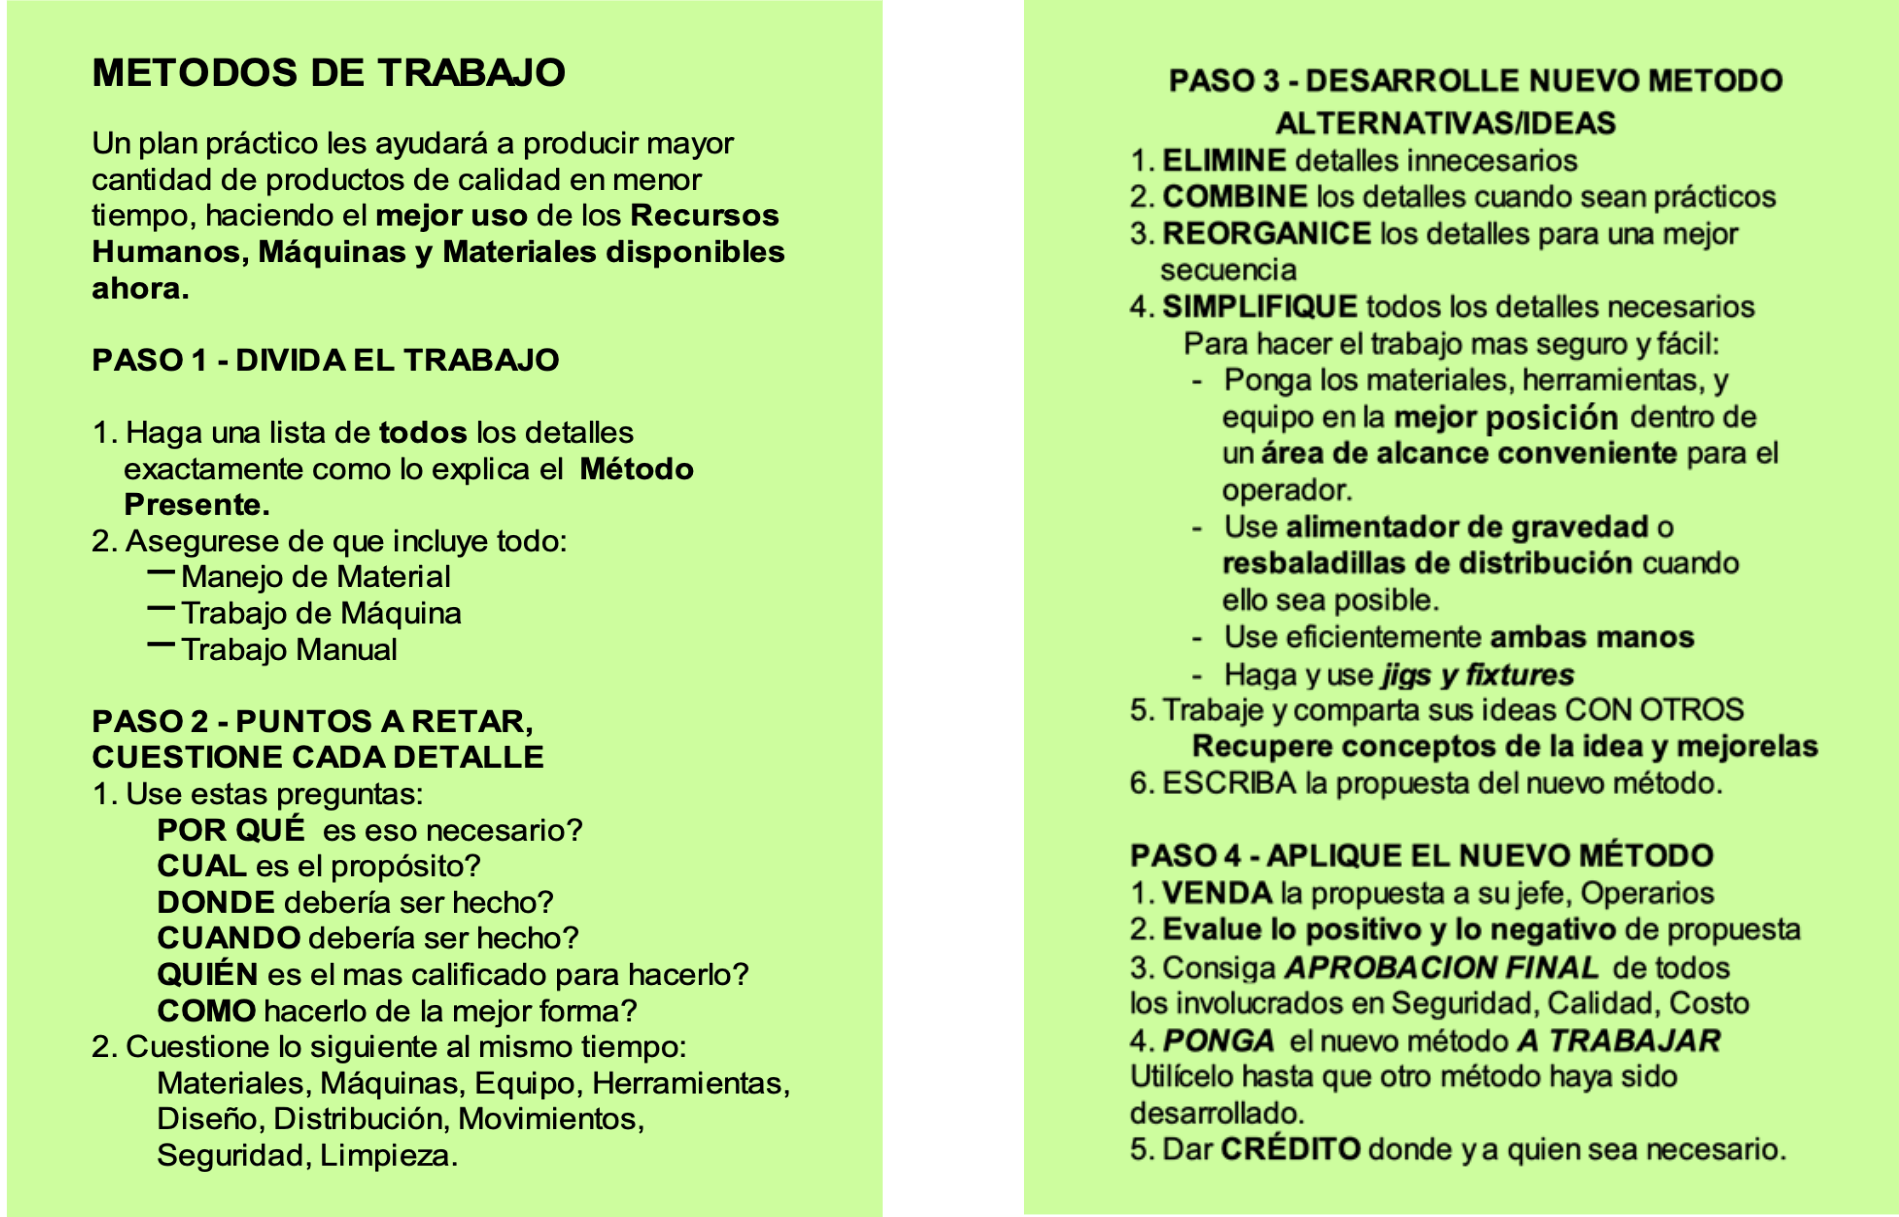 METODOS DE TRABAJO
Un plan práctico les ayudará a producir mayor
cantidad de productos de calidad en menor
tiempo, haciendo el mejor uso de los Recursos
Humanos, Máquinas y Materiales disponibles
ahora.
PASO 1 - DIVIDA EL TRABAJO
1. Haga una lista de todos los detalles
exactamente como lo explica el Método
Presente.
2. Asegurese de que incluye todo:
— Manejo de Material
— Trabajo de Máquina
— Trabajo Manual
PASO 2 - PUNTOS A RETAR,
CUESTIONE CADA DETALLE
1. Use estas preguntas:
POR QUÉ es eso necesario?
CUAL es el propósito?
DONDE debería ser hecho?
CUANDO debería ser hecho?
QUIÉN es el mas calificado para hacerlo?
COMO hacerlo de la mejor forma?
2. Cuestione lo siguiente al mismo tiempo:
Materiales, Máquinas, Equipo, Herramientas,
Diseño, Distribución, Movimientos,
Seguridad, Limpieza.
PASO 3 - DESARROLLE NUEVO METODO
ALTERNATIVAS/IDEAS
1. ELIMINE detalles innecesarios
2. COMBINE los detalles cuando sean prácticos
3. REORGANICE los detalles para una mejor
secuencia
4. SIMPLIFIQUE todos los detalles necesarios
Para hacer el trabajo mas seguro y fácil:
- Ponga los materiales, herramientas, y
equipo en la mejor posición dentro de
un área de alcance conveniente para el
operador.
- Use alimentador de gravedad o
resbaladillas de distribución cuando
ello sea posible.
- Use eficientemente ambas manos
- Haga y use jigs y fixtures
5. Trabaje y comparta sus ideas CON OTROS
Recupere conceptos de la idea y mejorelas
6. ESCRIBA la propuesta del nuevo método.
PASO 4 - APLIQUE EL NUEVO MÉTODO
1. VENDA la propuesta a su jefe, Operarios
2. Evalue lo positivo y lo negativo de propuesta
3. Consiga APROBACION FINAL de todos
los involucrados en Seguridad, Calidad, Costo
4. PONGA el nuevo método A TRABAJAR
Utilícelo hasta que otro método haya sido
desarrollado.
5. Dar CRÉDITO donde y a quien sea necesario.